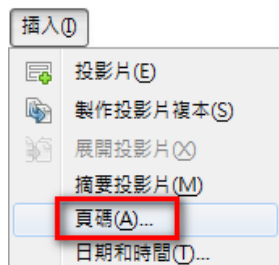 插入(I)
投影片(E)
製作投影片複本(S)
展開投影片(X)
摘要投影片(M)
頁碼(A)...
日期和時間(T)...